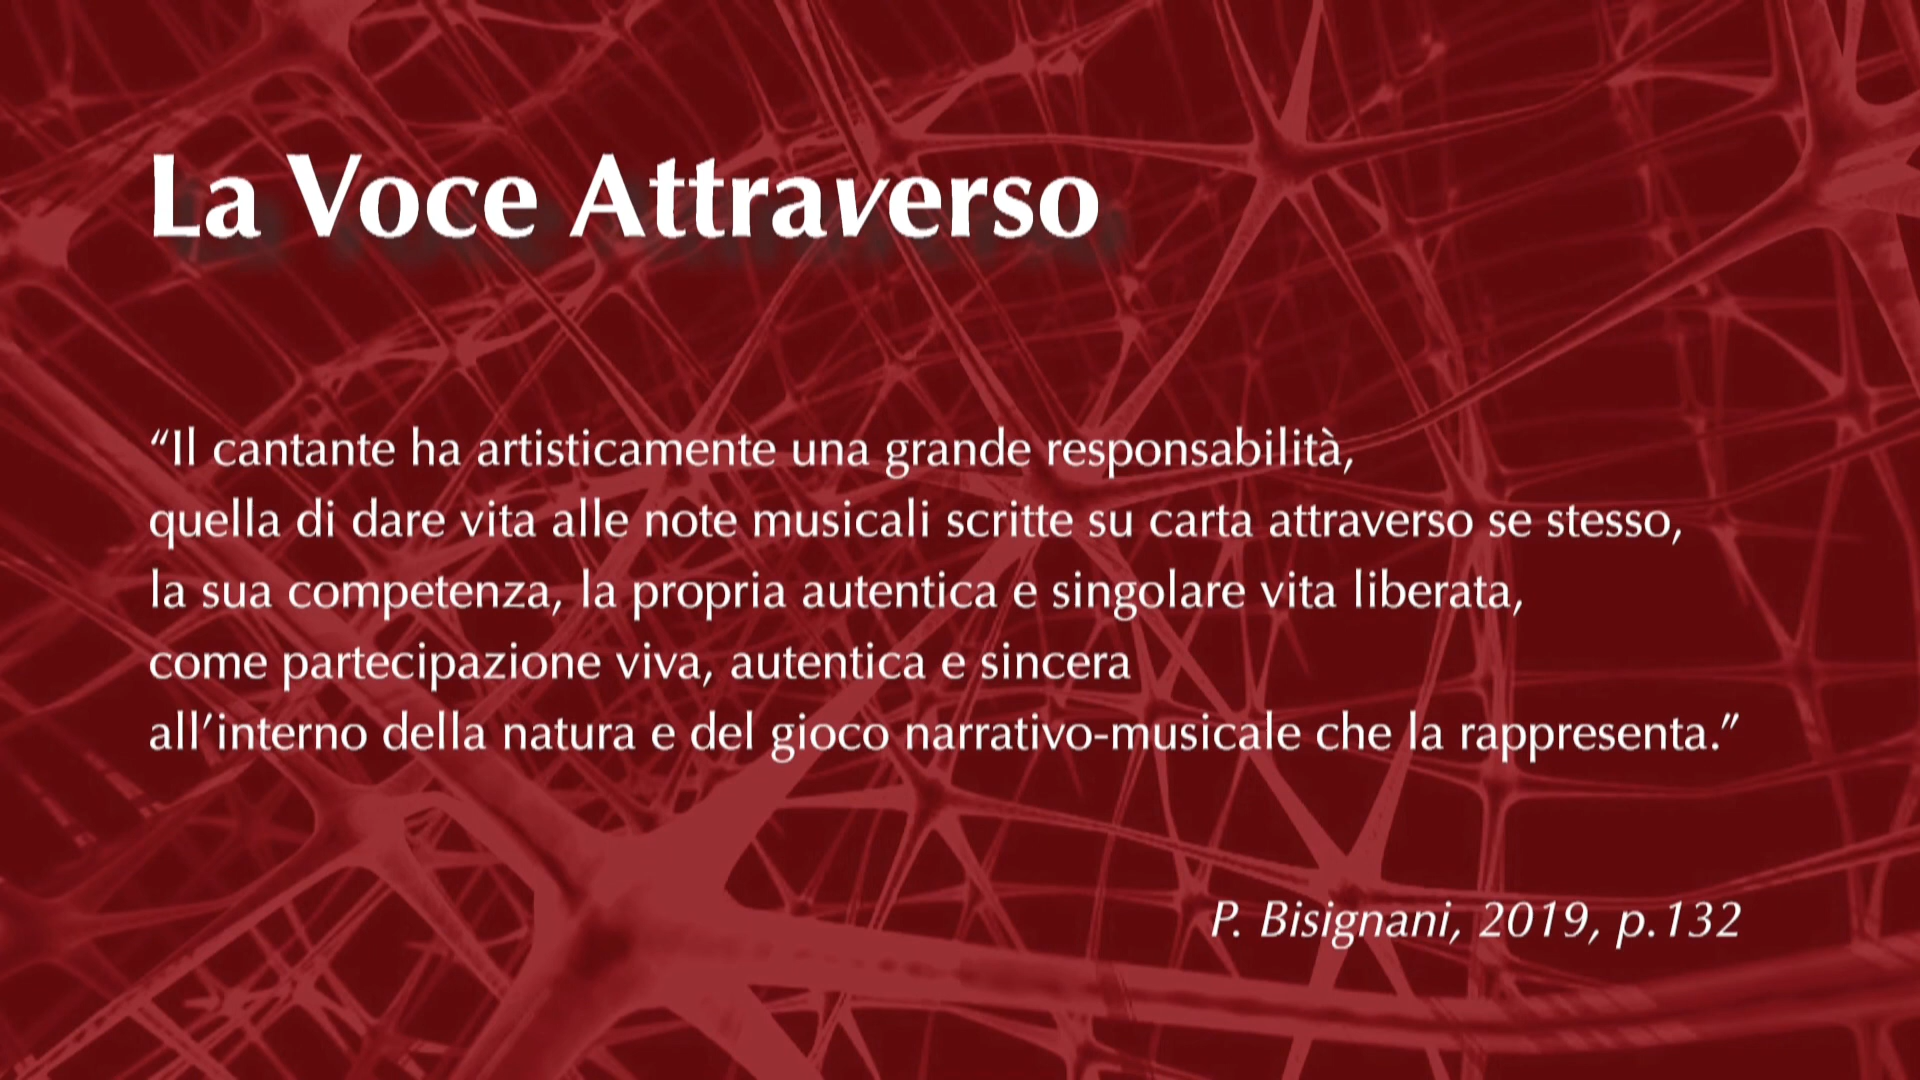 La Voce Attraverso
“Il cantante ha artisticamente una grande responsabilità,
quella di dare vita alle note musicali scritte su carta attraverso se stesso,
la sua competenza, la propria autentica e singolare vita liberata,
come partecipazione viva, autentica e sincera
all’interno della natura e del gioco narrativo-musicale che la rappresenta.”
P. Bisignani, 2019, p.132